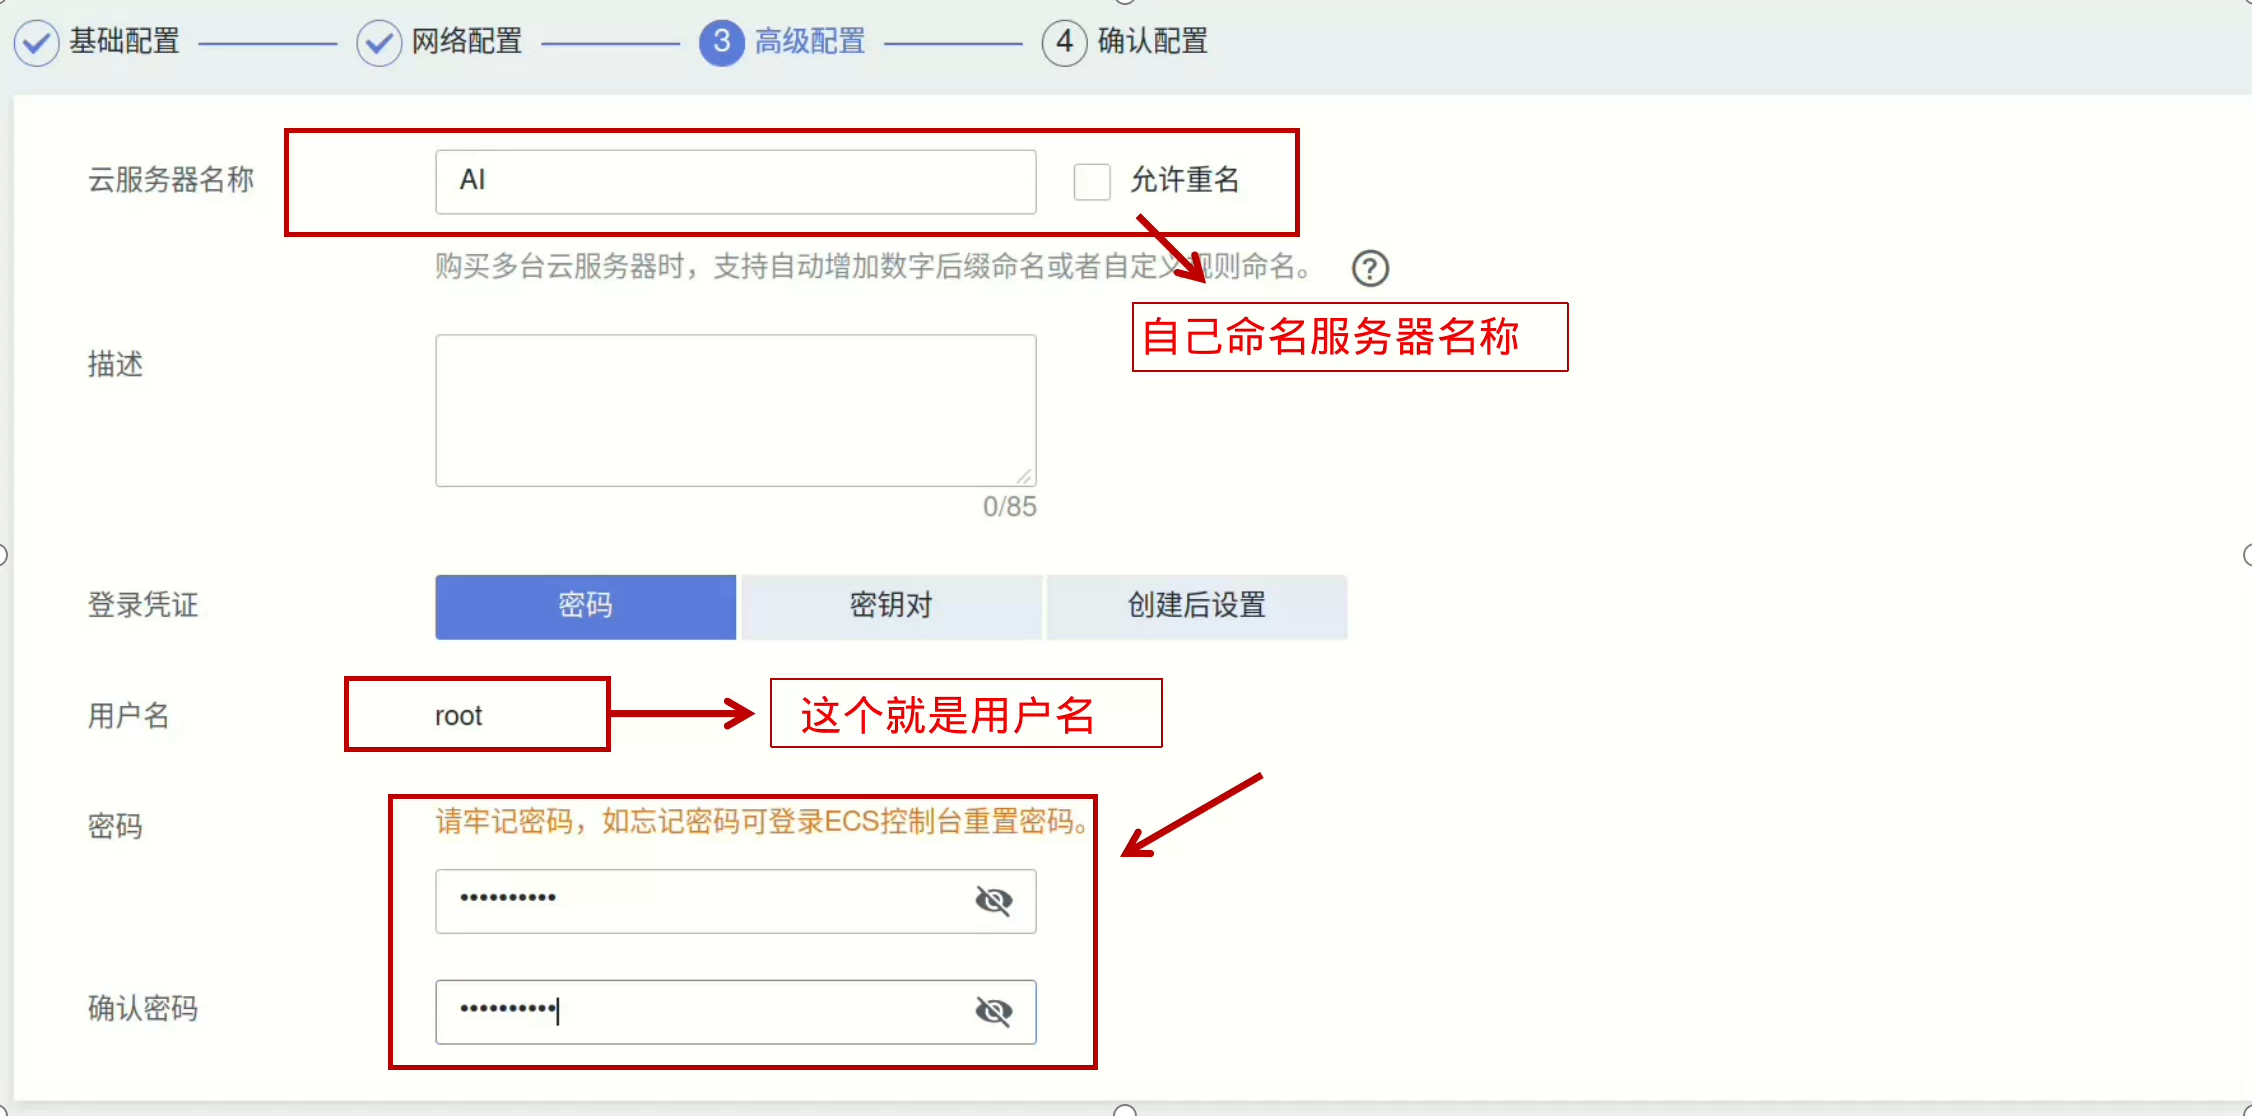 基础配置 网络配置 3 高级配置 4 确认配置
云服务器名称 AI 允许重名
购买多台云服务器时，支持自动增加数字后缀命名或者自定义规则命名。 ?
自己命名服务器名称
描述
0/85
登录凭证 密码 密钥对 创建后设置
用户名 root 这个就是用户名
密码 请牢记密码，如忘记密码可登录ECS控制台重置密码。
••••••••••
确认密码 ••••••••••